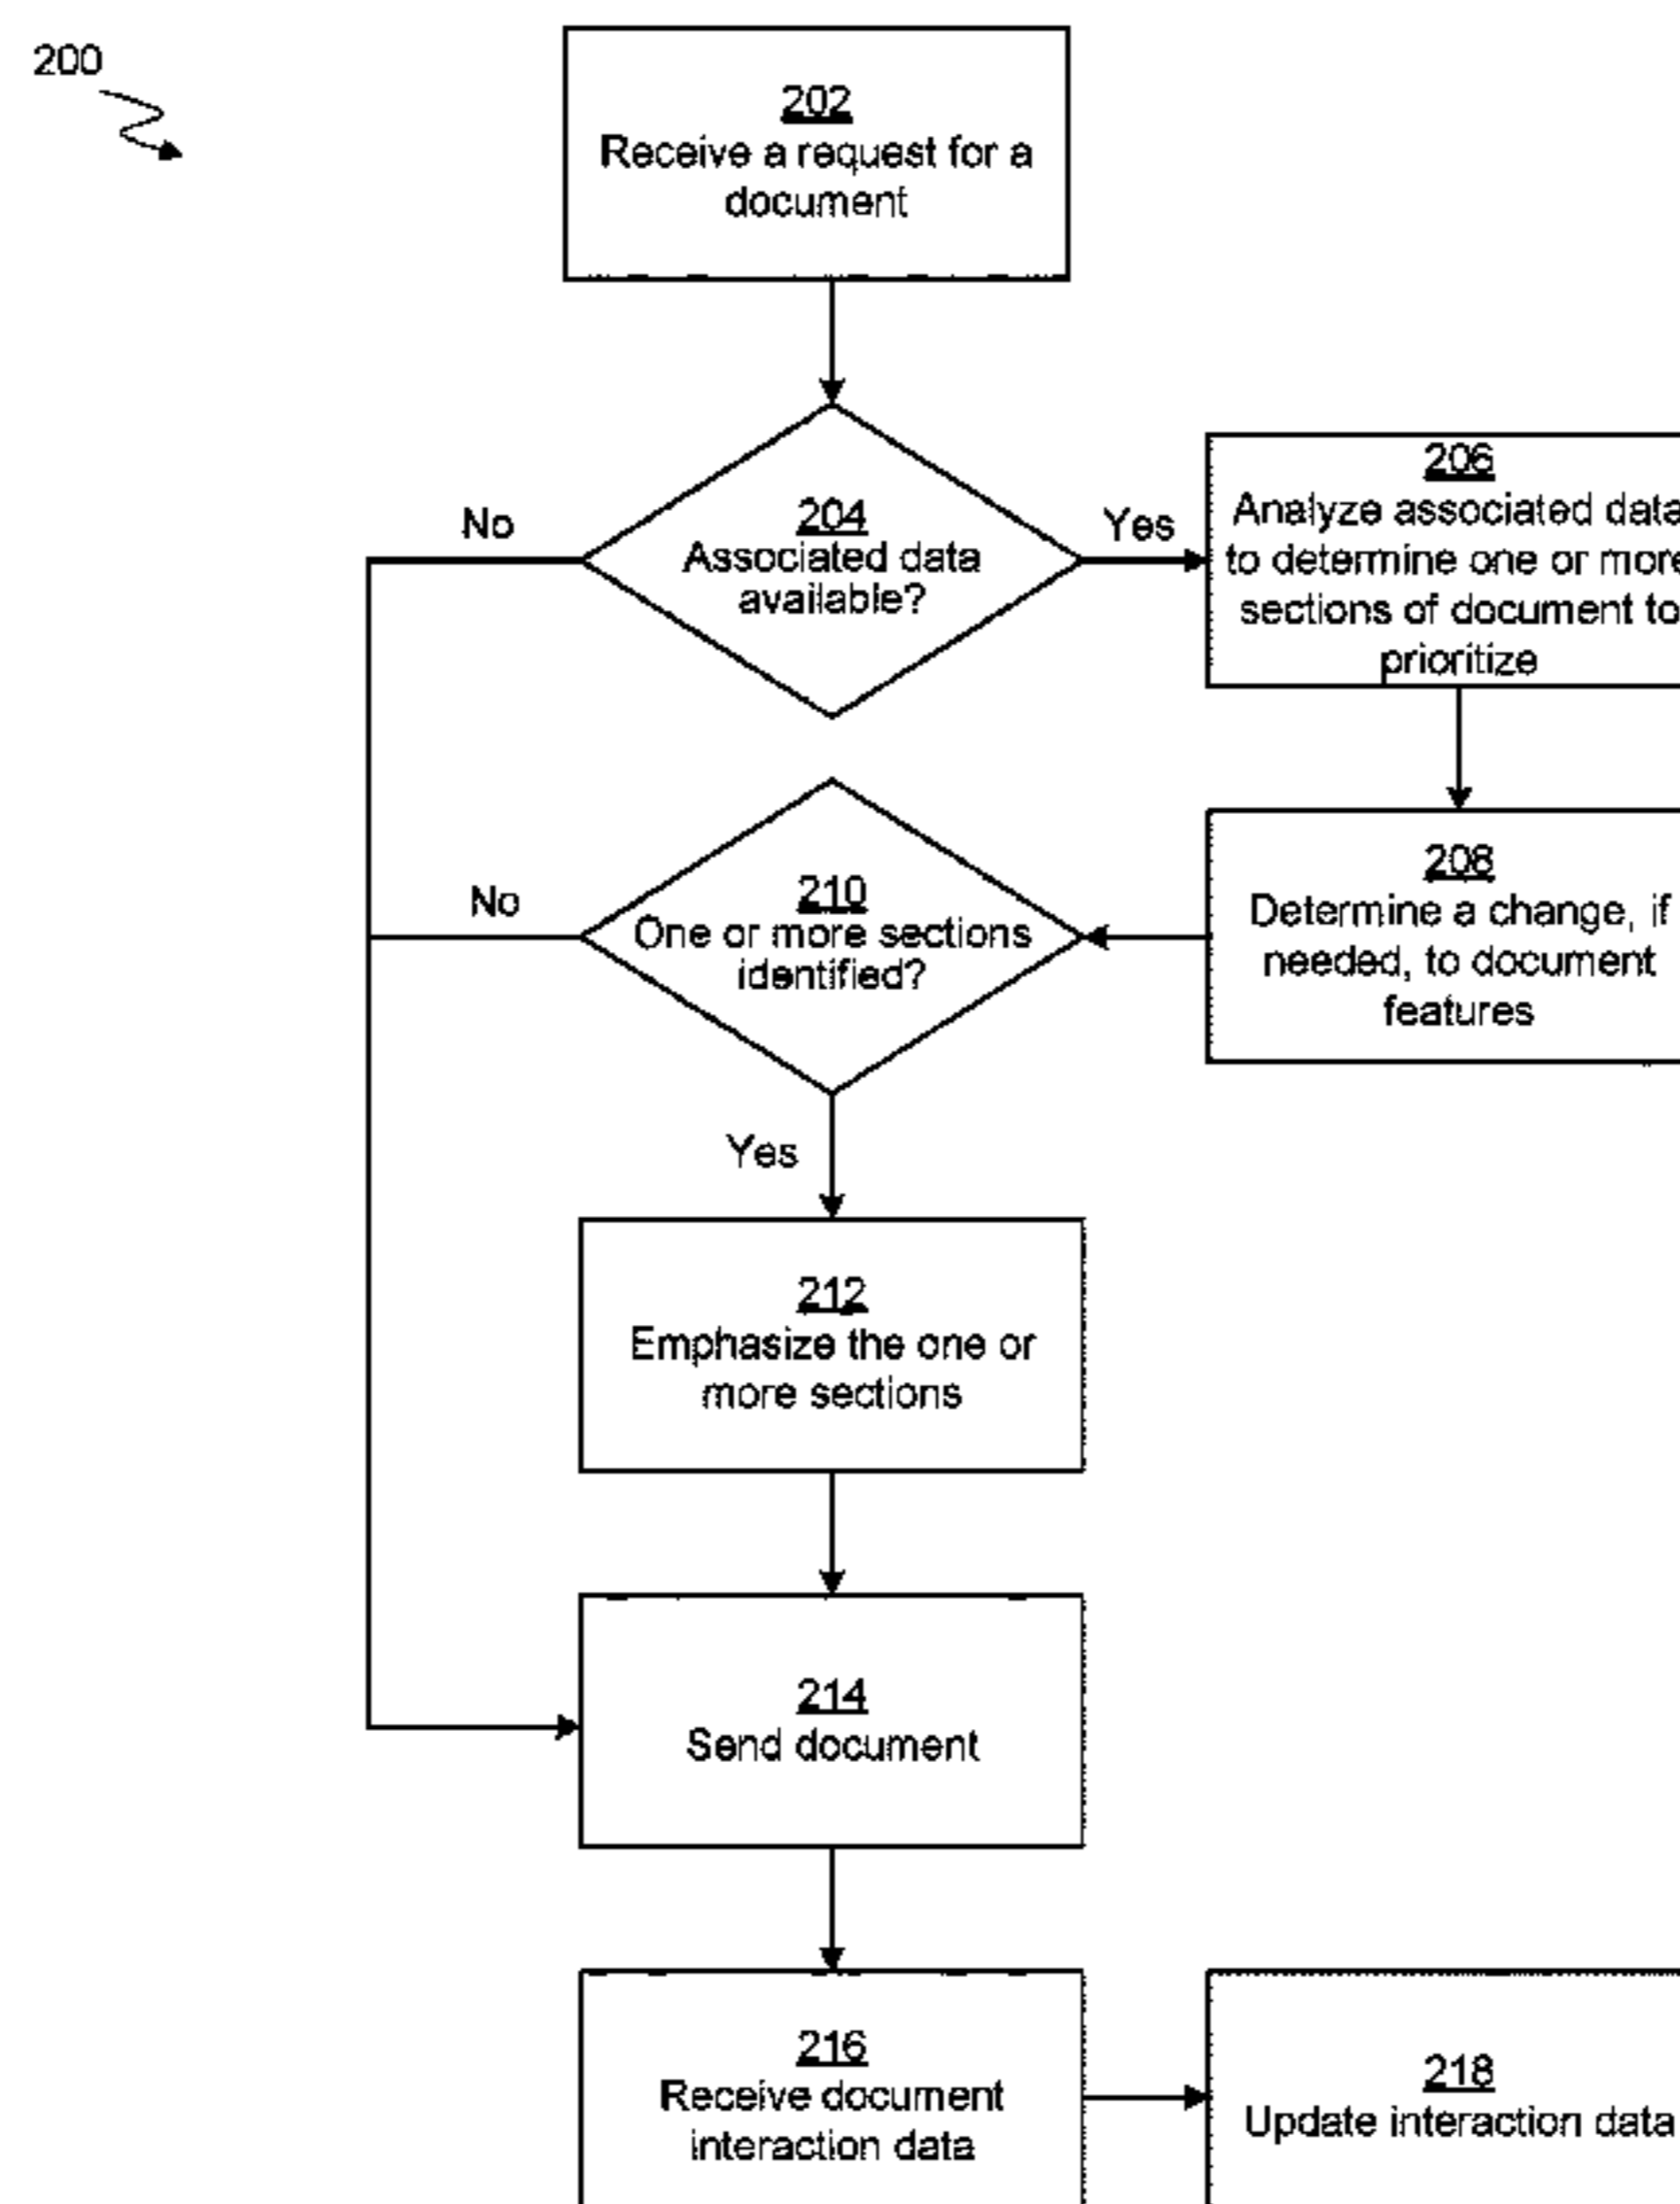 200
202
Receive a request for a
document
No
204
Associated data
available?
Yes
206
Analyze associated data
to determine one or more
sections of document to
prioritize
No
210
One or more sections
identified?
208
Determine a change, if
needed, to document
features
Yes
212
Emphasize the one or
more sections
214
Send document
216
Receive document
interaction data
218
Update interaction data